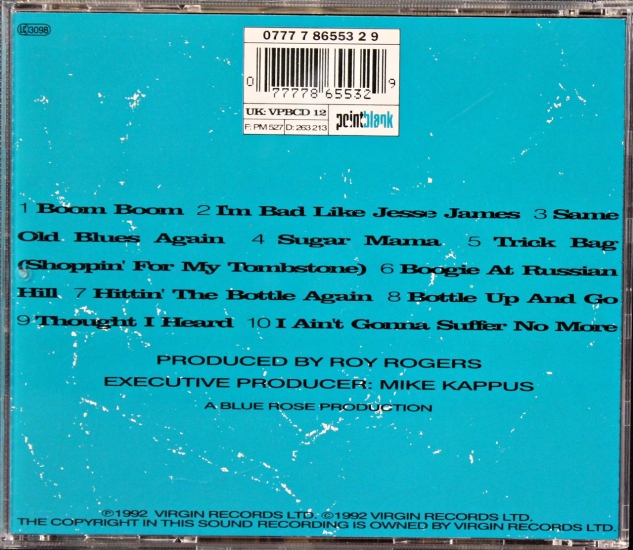 LC 3098
0777 7 86553 2 9
0 77778 65532 9
UK: VPBCD 12
F: PM 527 D: 263 213
pointblank
1 Boom Boom 2 I'm Bad Like Jesse James 3 Same
Old Blues Again 4 Sugar Mama 5 Trick Bag
(Shoppin' For My Tombstone) 6 Boogie At Russian
Hill 7 Hittin' The Bottle Again 8 Bottle Up And Go
9 Thought I Heard 10 I Ain't Gonna Suffer No More
PRODUCED BY ROY ROGERS
EXECUTIVE PRODUCER: MIKE KAPPUS
A BLUE ROSE PRODUCTION
℗1992 VIRGIN RECORDS LTD. ©1992 VIRGIN RECORDS LTD.
THE COPYRIGHT IN THIS SOUND RECORDING IS OWNED BY VIRGIN RECORDS LTD.